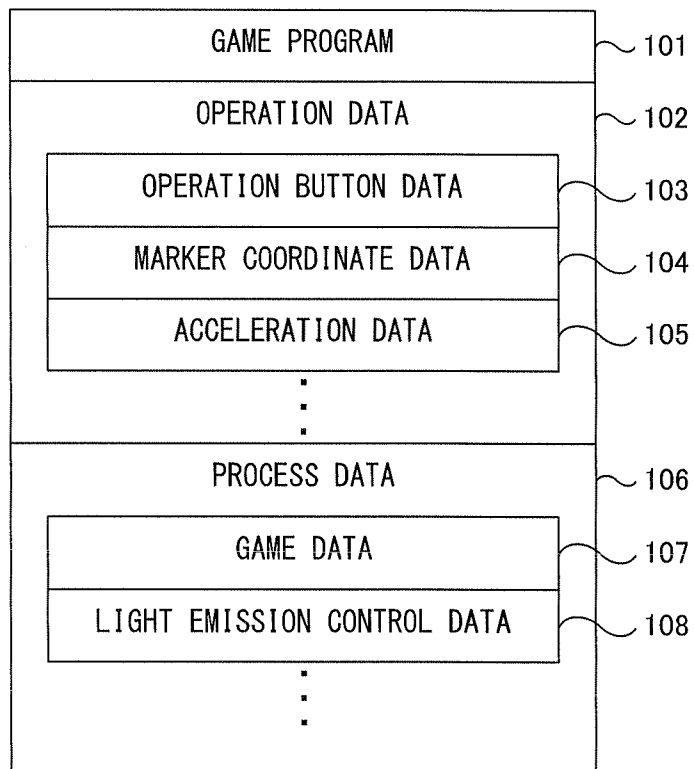 GAME PROGRAM 101
OPERATION DATA 102
OPERATION BUTTON DATA 103
MARKER COORDINATE DATA 104
ACCELERATION DATA 105
PROCESS DATA 106
GAME DATA 107
LIGHT EMISSION CONTROL DATA 108